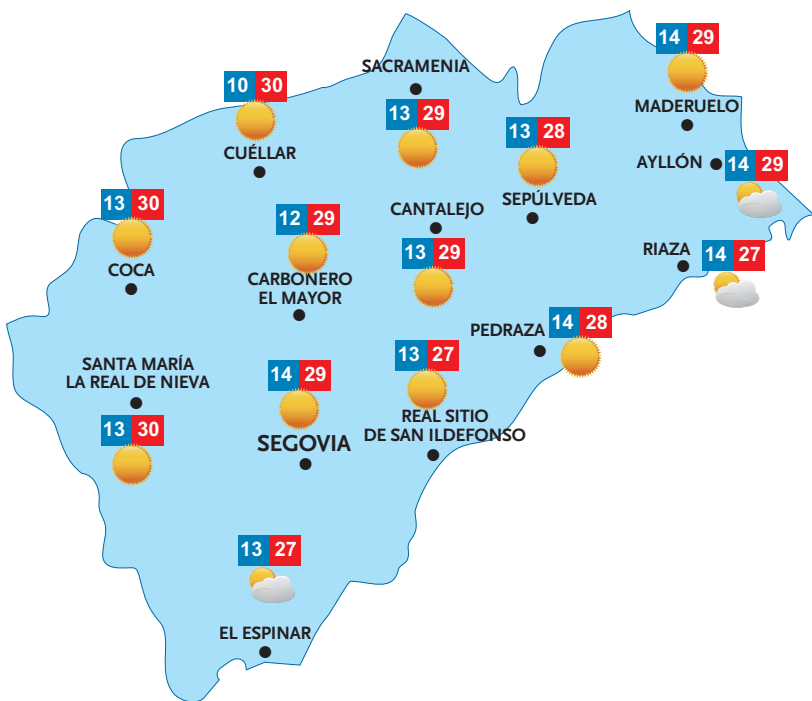 14 29
MADERUELO
SACRAMENIA
13 29
10 30
CUÉLLAR
13 28
SEPÚLVEDA
AYLLÓN
14 29
13 30
COCA
12 29
CARBONERO
EL MAYOR
CANTALEJO
13 29
RIAZA
14 27
PEDRAZA
14 28
SANTA MARÍA
LA REAL DE NIEVA
13 30
14 29
SEGOVIA
13 27
REAL SITIO
DE SAN ILDEFONSO
13 27
EL ESPINAR